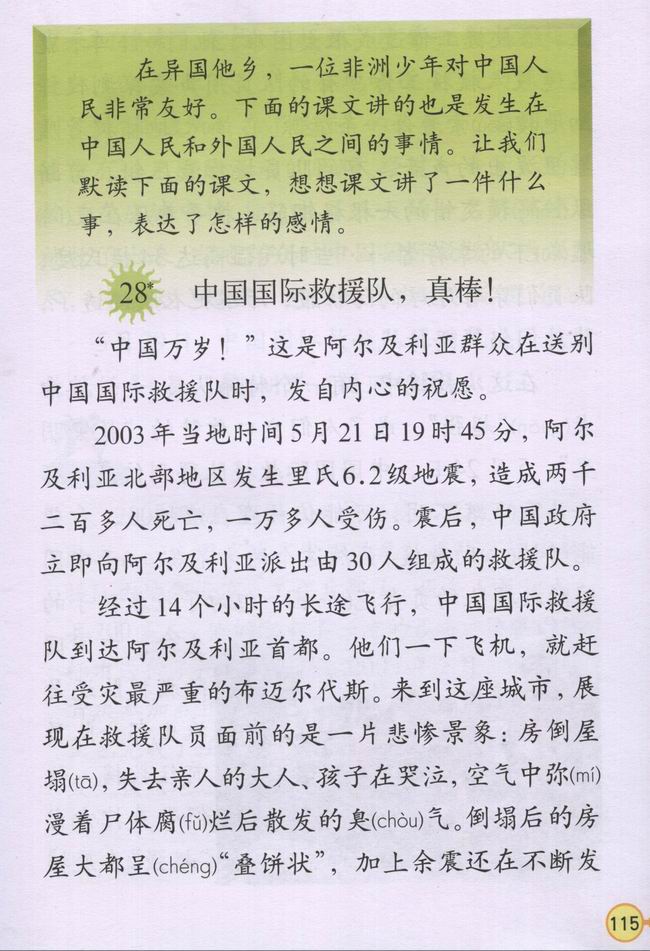 在异国他乡，一位非洲少年对中国人
民非常友好。下面的课文讲的也是发生在
中国人民和外国人民之间的事情。让我们
默读下面的课文，想想课文讲了一件什么
事，表达了怎样的感情。
28* 中国国际救援队，真棒！
“中国万岁！”这是阿尔及利亚群众在送别
中国国际救援队时，发自内心的祝愿。
2003年当地时间5月21日19时45分，阿尔
及利亚北部地区发生里氏6.2级地震，造成两千
二百多人死亡，一万多人受伤。震后，中国政府
立即向阿尔及利亚派出由30人组成的救援队。
经过14个小时的长途飞行，中国国际救援
队到达阿尔及利亚首都。他们一下飞机，就赶
往受灾最严重的布迈尔代斯。来到这座城市，展
现在救援队员面前的是一片悲惨景象：房倒屋
塌(tā)，失去亲人的大人、孩子在哭泣，空气中弥(mí)
漫着尸体腐(fǔ)烂后散发的臭(chòu)气。倒塌后的房
屋大都呈(chéng)“叠饼状”，加上余震还在不断发
115